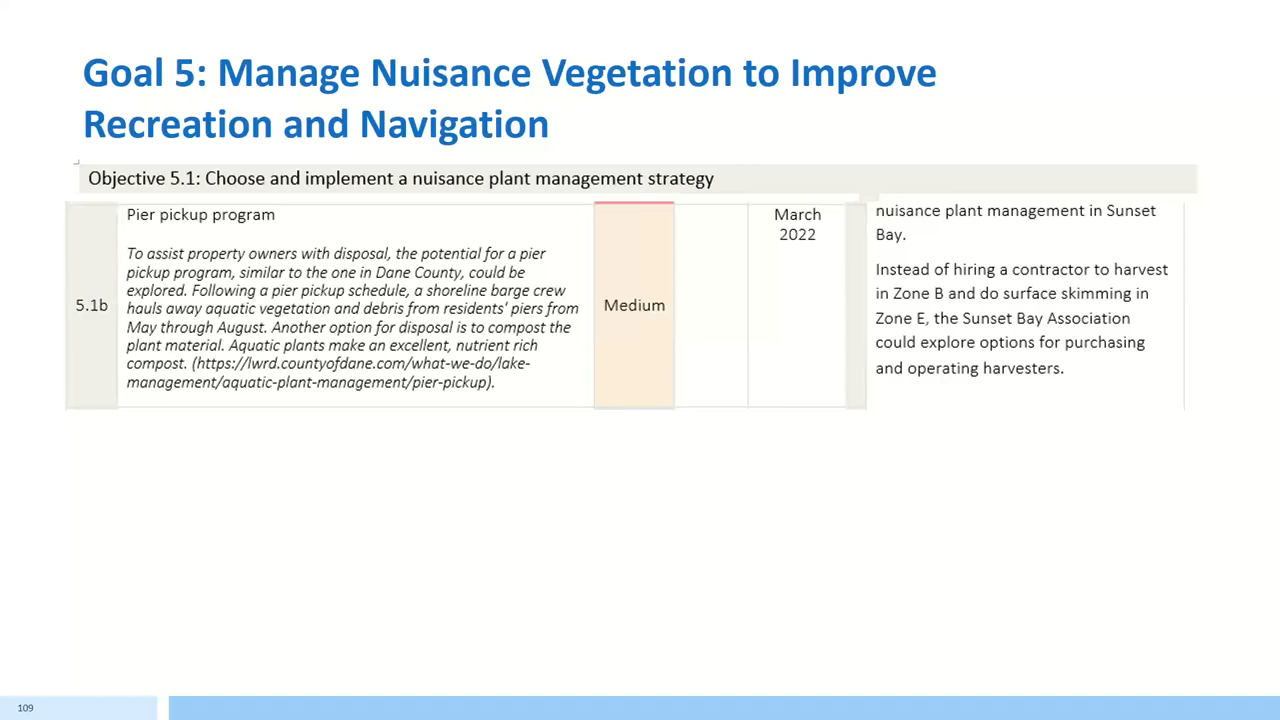 Goal 5: Manage Nuisance Vegetation to Improve
Recreation and Navigation
Objective 5.1: Choose and implement a nuisance plant management strategy
5.1b
Pier pickup program
To assist property owners with disposal, the potential for a pier
pickup program, similar to the one in Dane County, could be
explored. Following a pier pickup schedule, a shoreline barge crew
hauls away aquatic vegetation and debris from residents' piers from
May through August. Another option for disposal is to compost the
plant material. Aquatic plants make an excellent, nutrient rich
compost. (https://lwrd.countyofdane.com/what-we-do/lake-
management/aquatic-plant-management/pier-pickup).
Medium
March
2022
nuisance plant management in Sunset
Bay.
Instead of hiring a contractor to harvest
in Zone B and do surface skimming in
Zone E, the Sunset Bay Association
could explore options for purchasing
and operating harvesters.
109